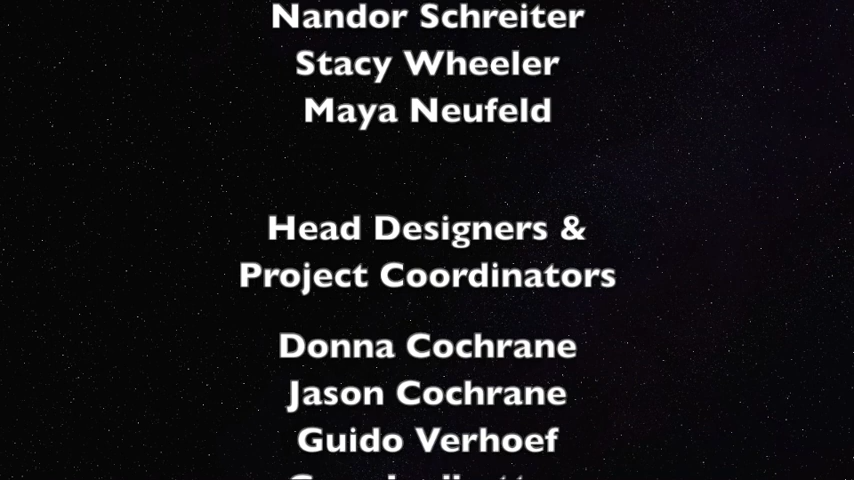 Nandor Schreiter
Stacy Wheeler
Maya Neufeld
Head Designers &
Project Coordinators
Donna Cochrane
Jason Cochrane
Guido Verhoef